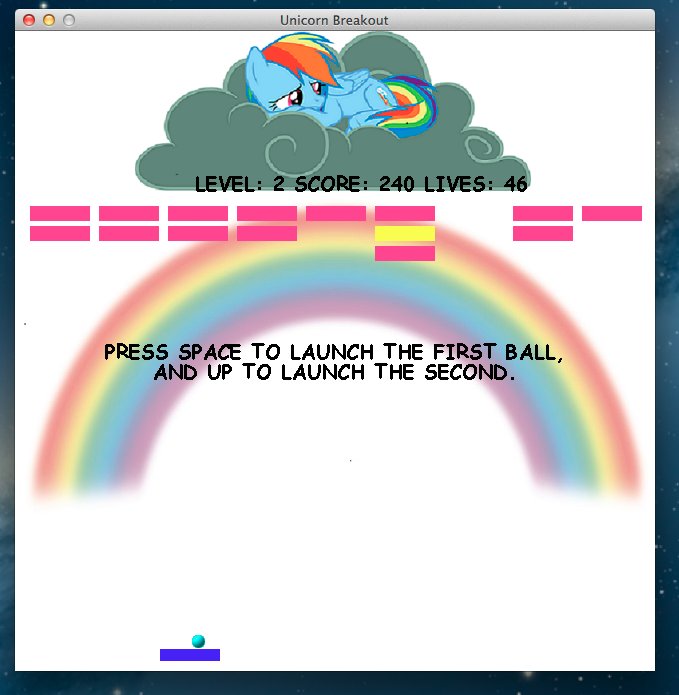 Unicorn Breakout
LEVEL: 2 SCORE: 240 LIVES: 46
PRESS SPACE TO LAUNCH THE FIRST BALL,
AND UP TO LAUNCH THE SECOND.